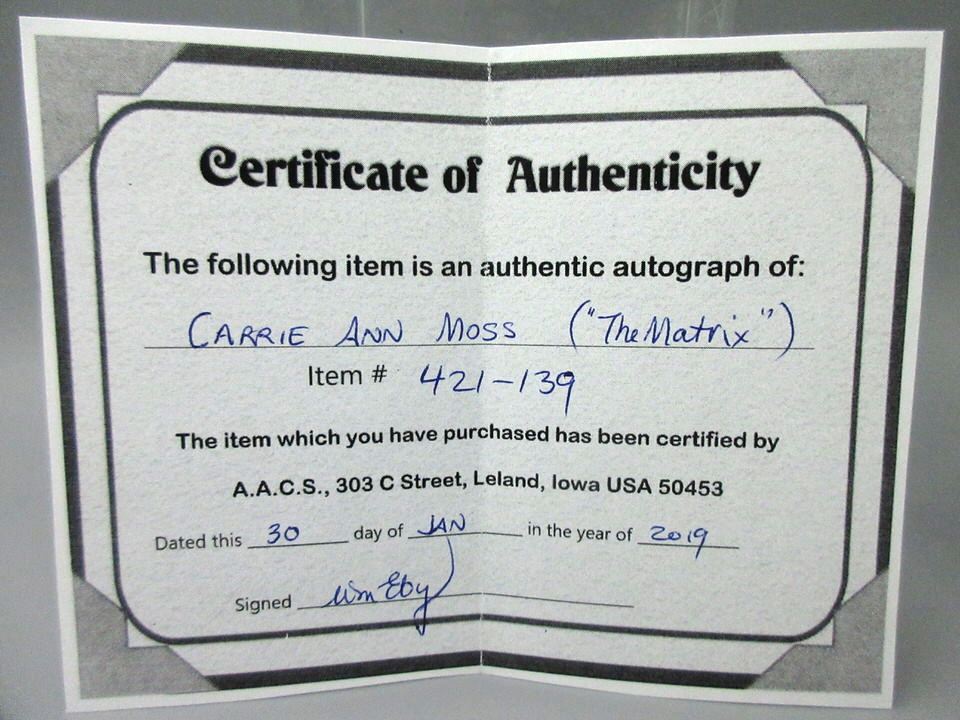 Certificate of Authenticity
The following item is an authentic autograph of:
CARRIE ANN MOSS ("The Matrix")
Item # 421-139
The item which you have purchased has been certified by
A.A.C.S., 303 C Street, Leland, Iowa USA 50453
Dated this 30 day of JAN in the year of 2019
Signed Wm Eby